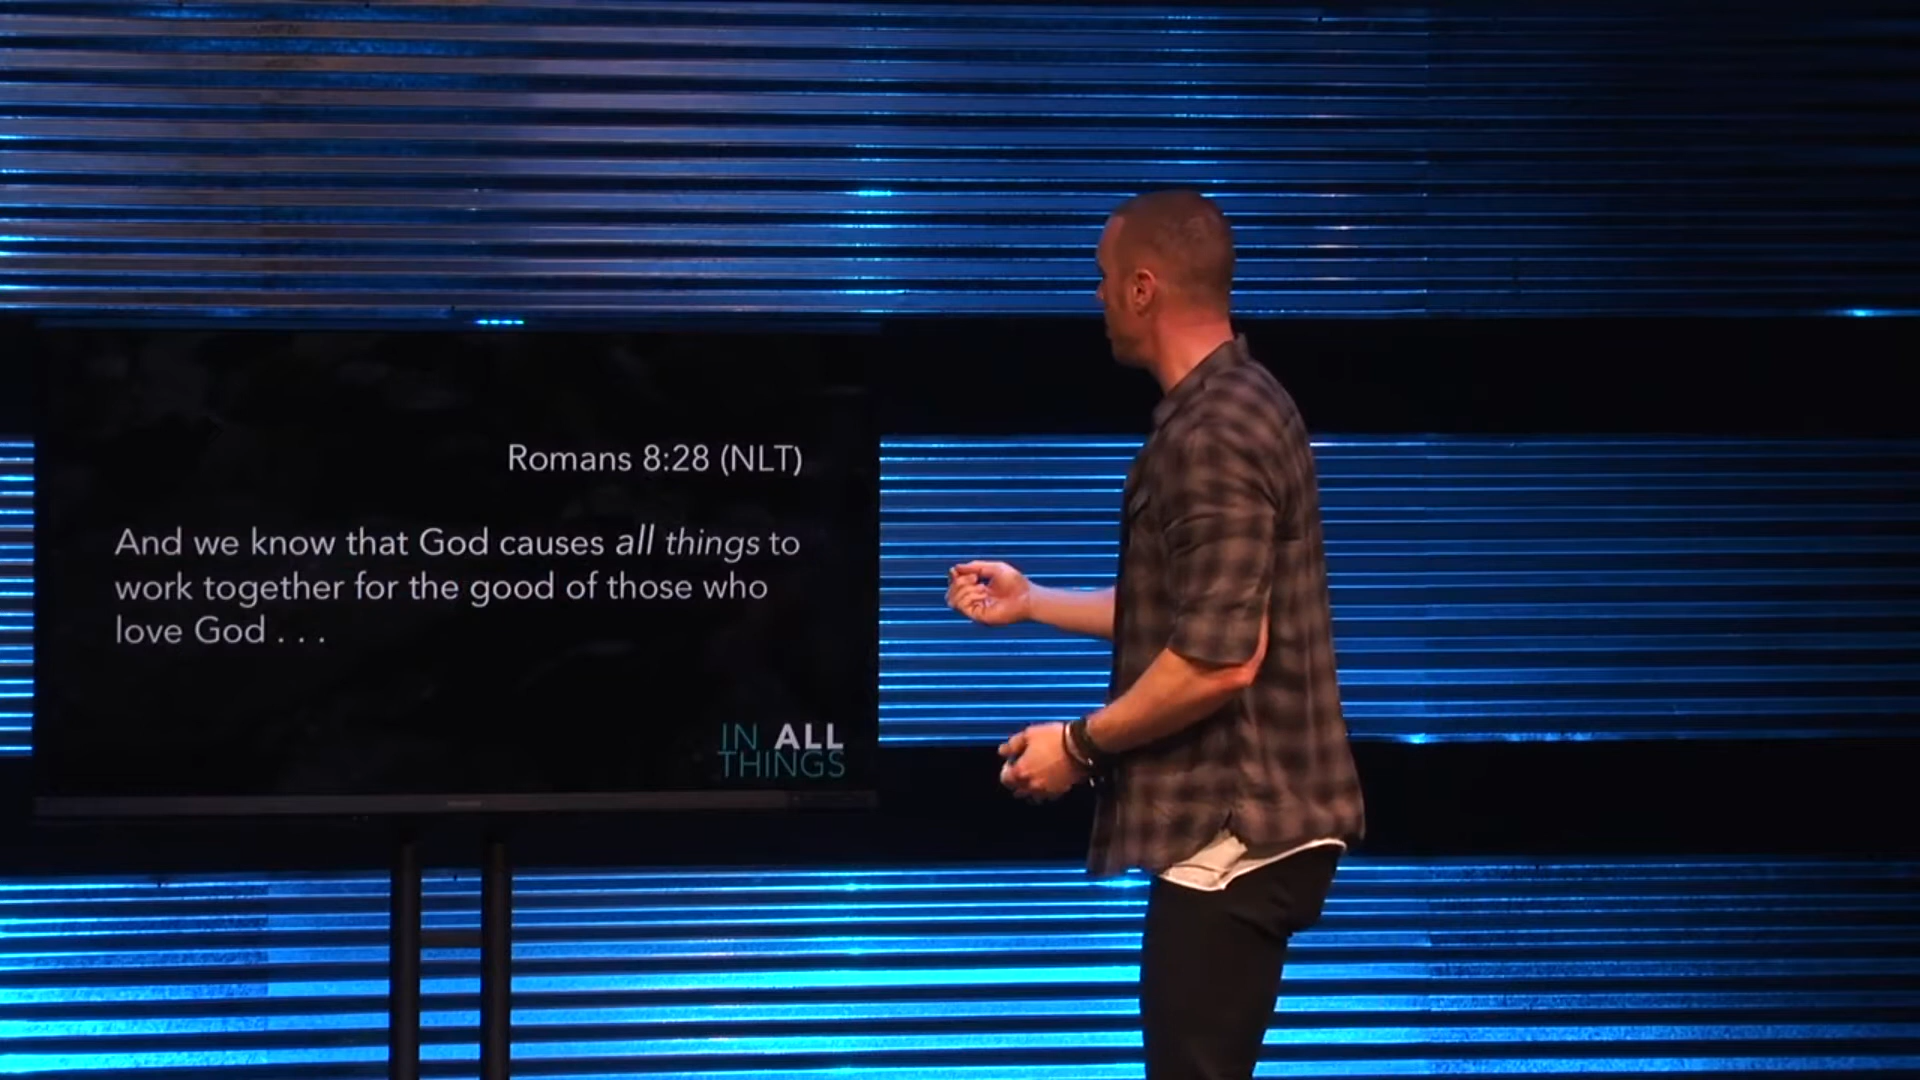 Romans 8:28 (NLT)
And we know that God causes all things to
work together for the good of those who
love God . . .
IN ALL
THINGS